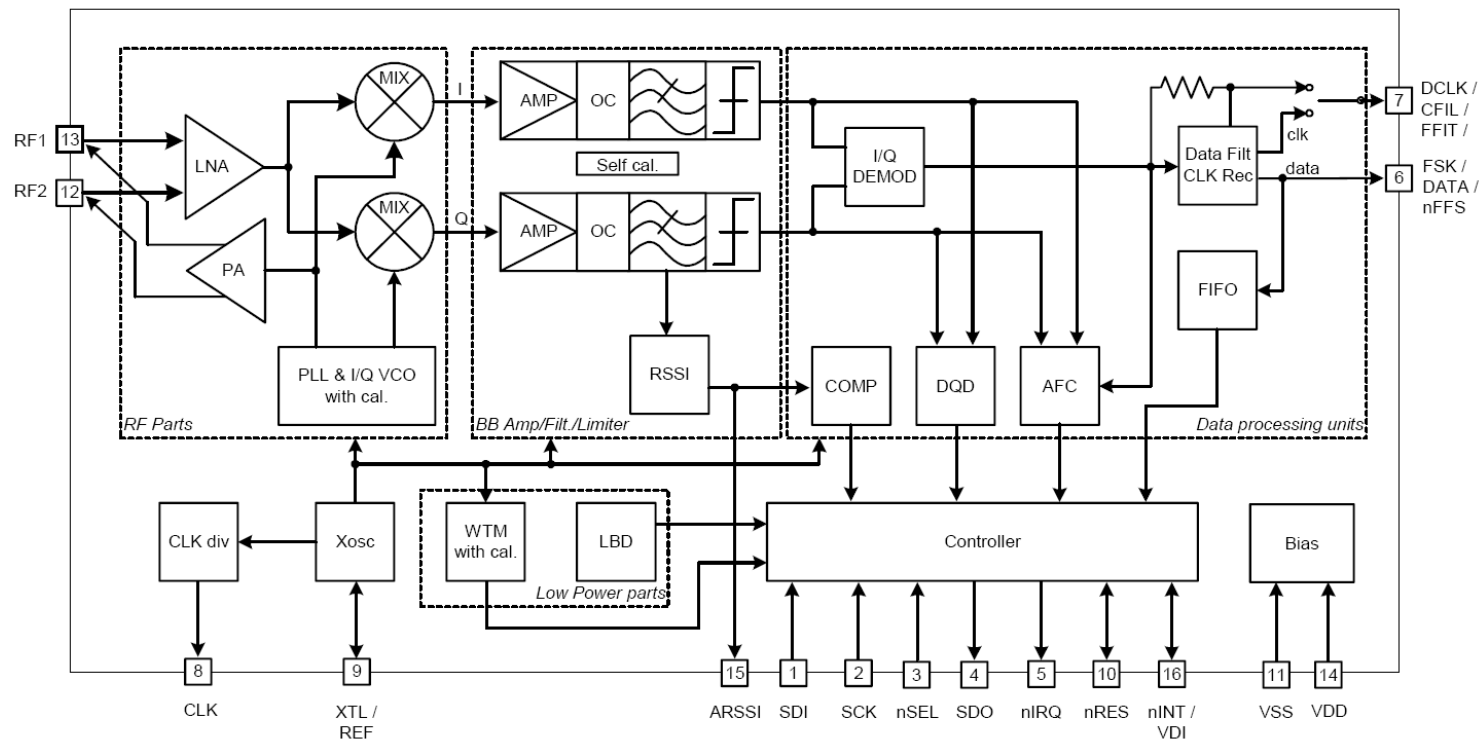 MIX
I
AMP
OC
DCLK /
CFIL /
FFIT /
7
RF1
13
LNA
Self cal.
I/Q
DEMOD
clk
Data Filt
CLK Rec
data
6
FSK /
DATA /
nFFS
RF2
12
MIX
Q
AMP
OC
PA
FIFO
PLL & I/Q VCO
with cal.
RSSI
COMP
DQD
AFC
RF Parts
BB Amp/Filt./Limiter
Data processing units
CLK div
Xosc
WTM
with cal.
LBD
Low Power parts
Controller
Bias
8
9
15
1
2
3
4
5
10
16
11
14
CLK
XTL /
REF
ARSSI
SDI
SCK
nSEL
SDO
nIRQ
nRES
nINT /
VDI
VSS
VDD